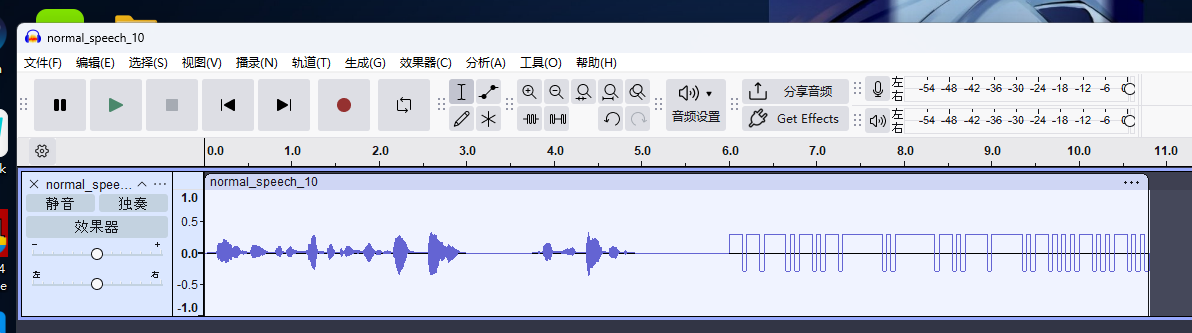 normal_speech_10
文件(F) 编辑(E) 选择(S) 视图(V) 播录(N) 轨道(T) 生成(G) 效果器(C) 分析(A) 工具(O) 帮助(H)
音频设置
分享音频
Get Effects
左 -54 -48 -42 -36 -30 -24 -18 -12 -6 0
右
左 -54 -48 -42 -36 -30 -24 -18 -12 -6 0
右
0.0 1.0 2.0 3.0 4.0 5.0 6.0 7.0 8.0 9.0 10.0 11.0
normal_spee...
静音 独奏
效果器
- +
左 右
1.0
0.5
0.0
-0.5
-1.0
normal_speech_10
k
4
e